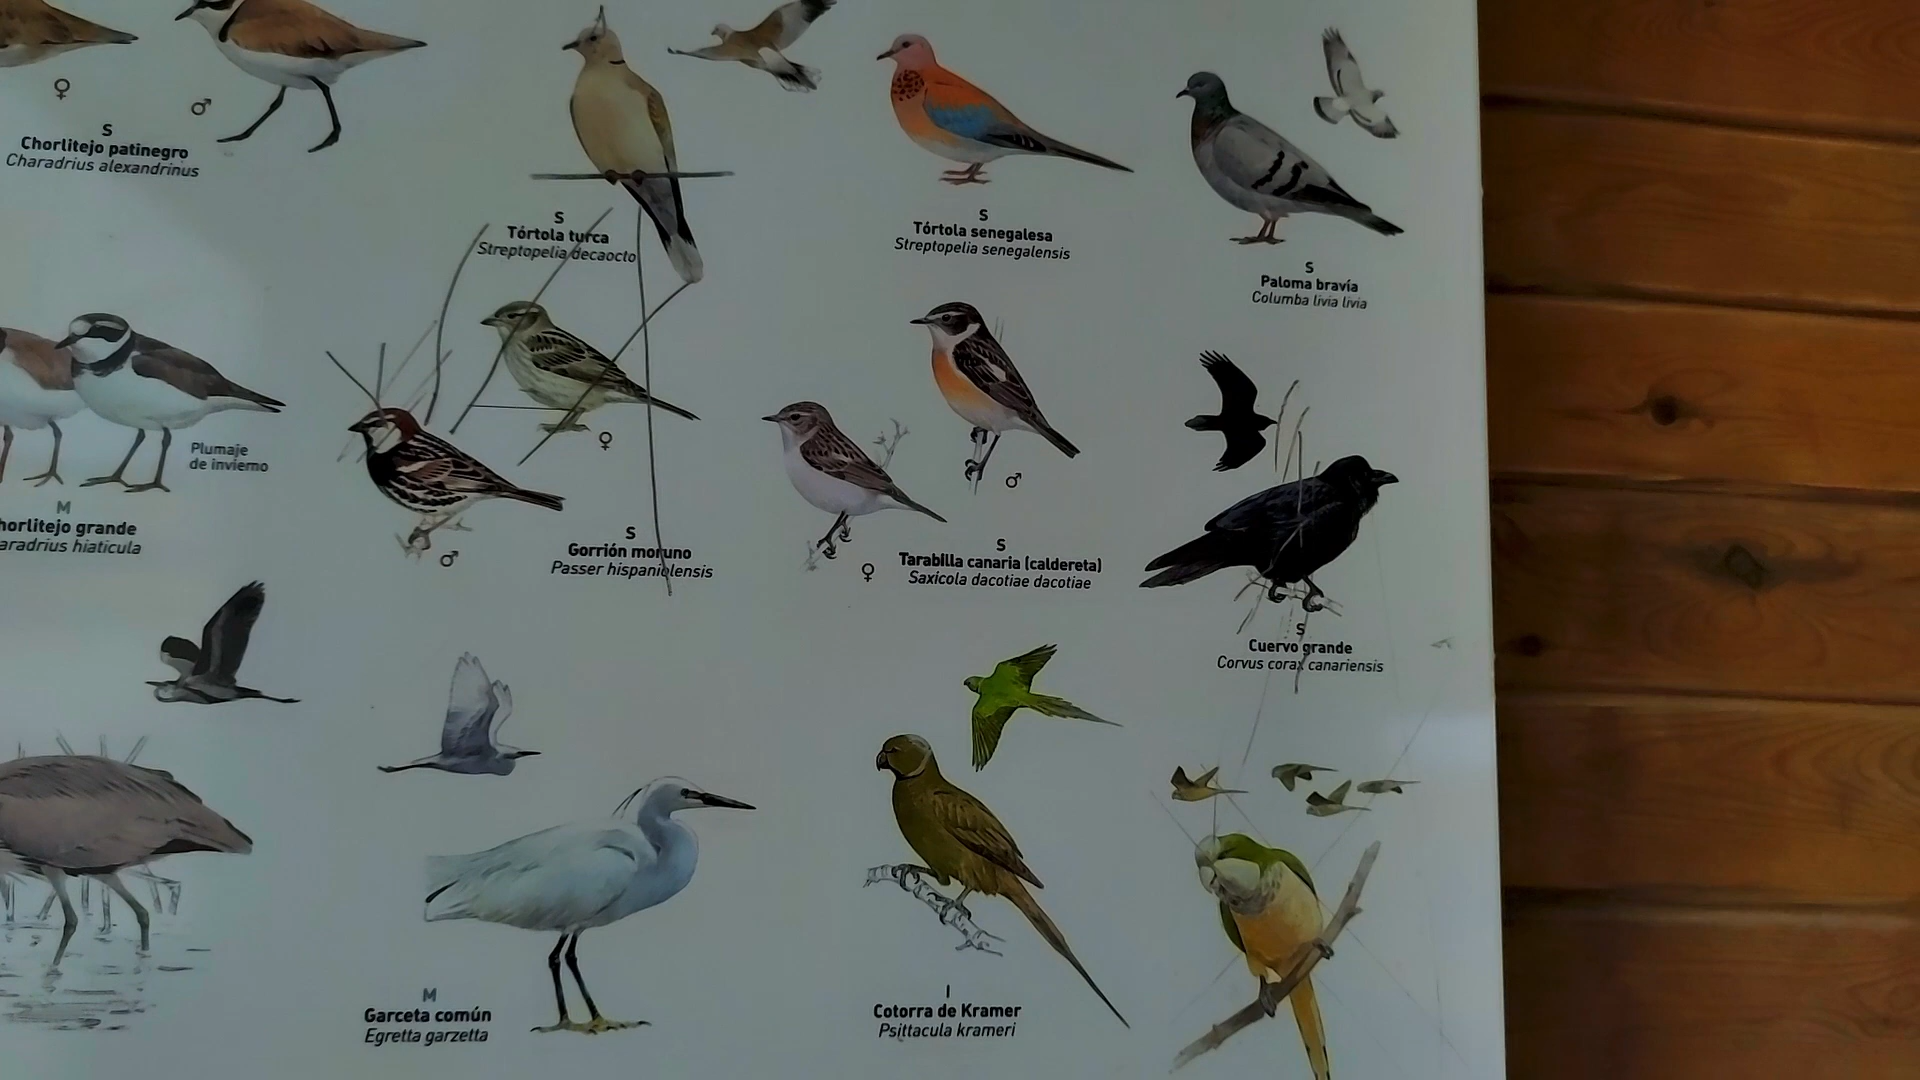 ♀
♂
S
Chorlitejo patinegro
Charadrius alexandrinus
S
Tórtola turca
Streptopelia decaocto
S
Tórtola senegalesa
Streptopelia senegalensis
S
Paloma bravía
Columba livia livia
Plumaje
de invierno
M
horlitejo grande
aradrius hiaticula
♀
♂
S
Gorrión moruno
Passer hispaniolensis
♂
♀
S
Tarabilla canaria (caldereta)
Saxicola dacotiae dacotiae
S
Cuervo grande
Corvus corax canariensis
M
Garceta común
Egretta garzetta
I
Cotorra de Kramer
Psittacula krameri